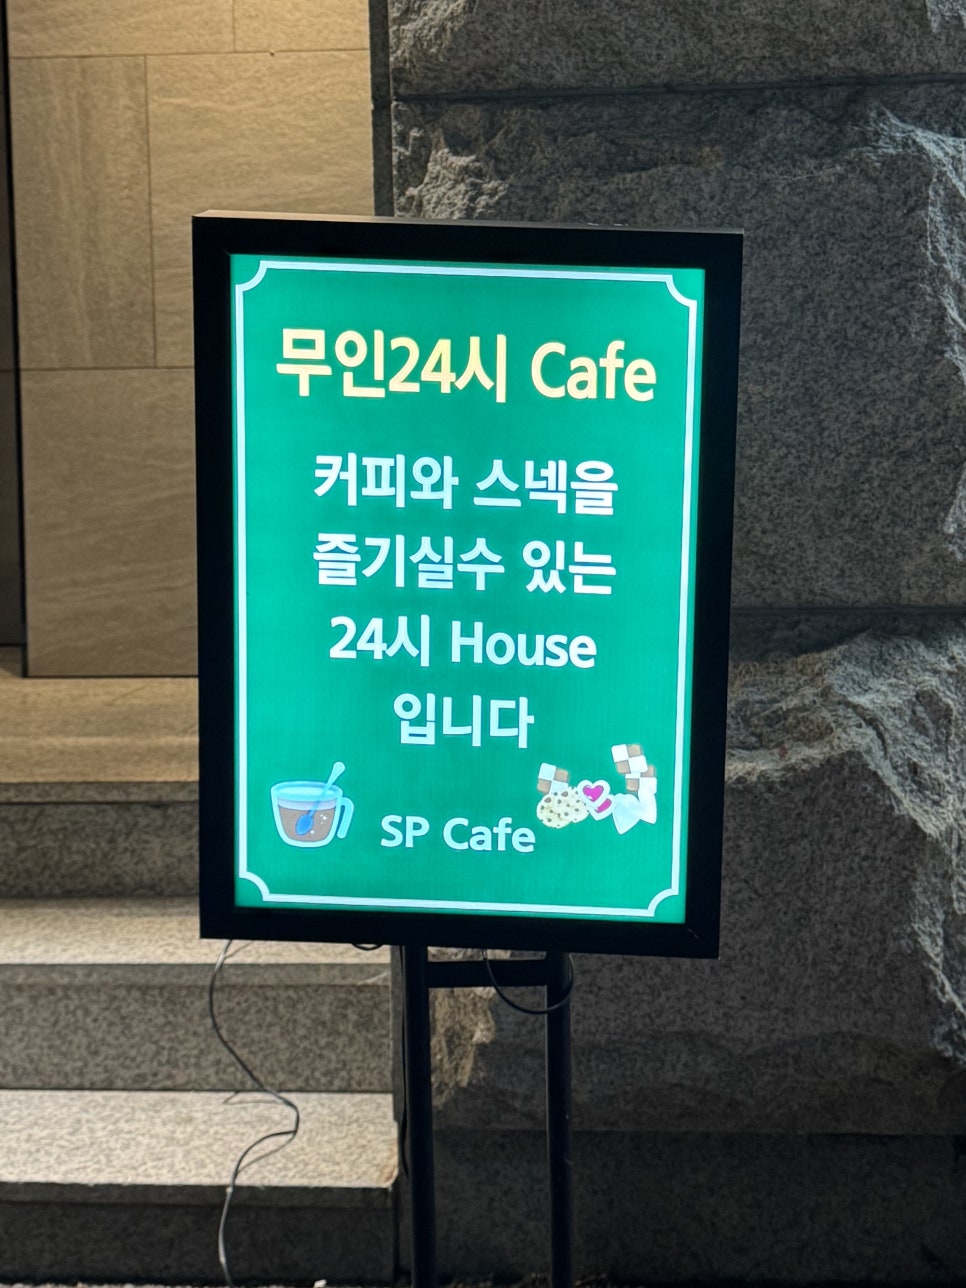 무인24시 Cafe
커피와 스넥을
즐기실수 있는
24시 House
입니다
SP Cafe